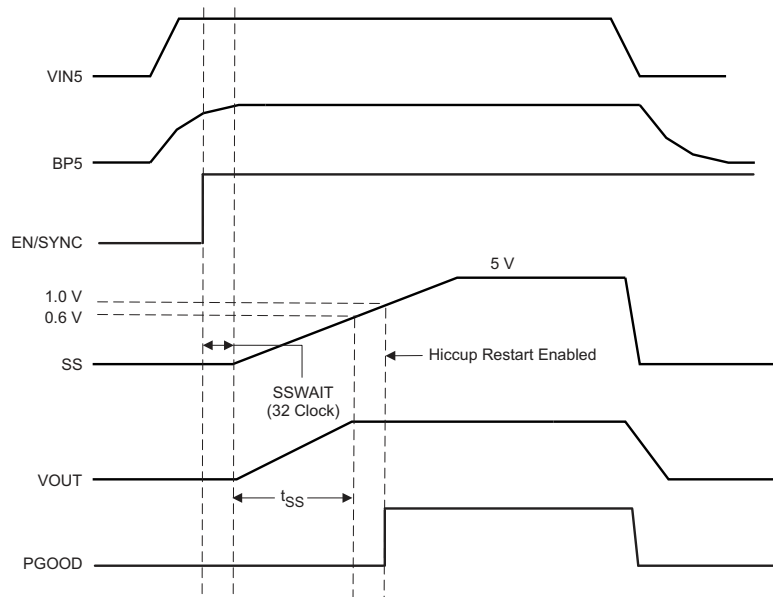 VIN5
BP5
EN/SYNC
5 V
1.0 V
0.6 V
Hiccup Restart Enabled
SS
SSWAIT
(32 Clock)
VOUT
tSS
PGOOD